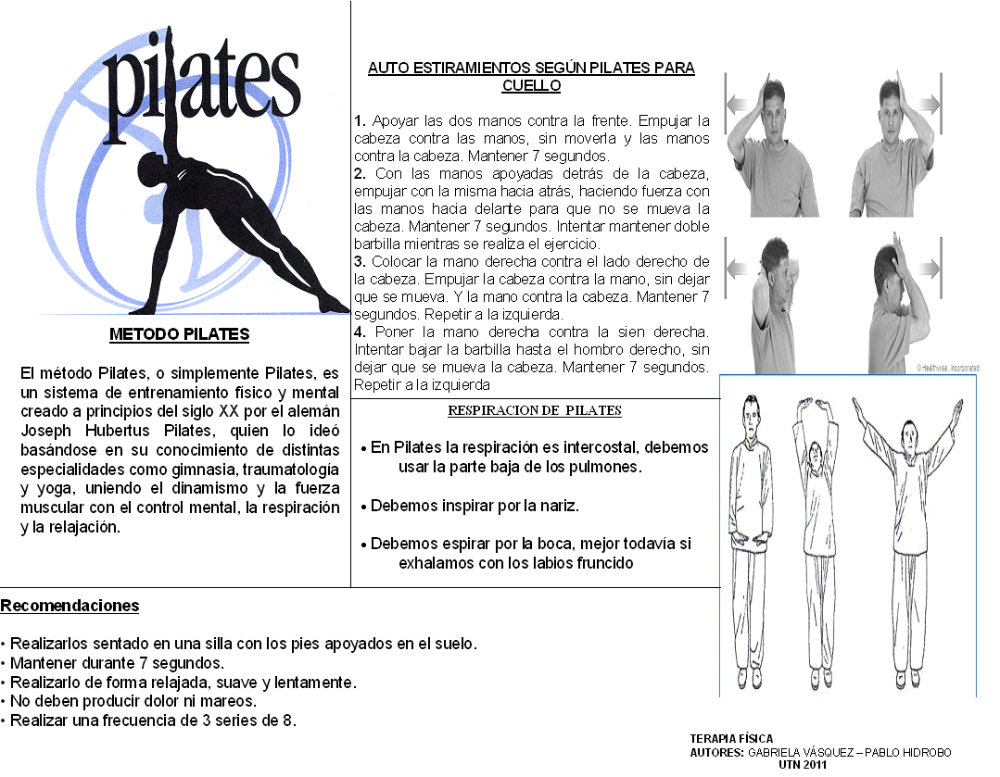 pilates
METODO PILATES
El método Pilates, o simplemente Pilates, es
un sistema de entrenamiento físico y mental
creado a principios del siglo XX por el alemán
Joseph Hubertus Pilates, quien lo ideó
basándose en su conocimiento de distintas
especialidades como gimnasia, traumatología
y yoga, uniendo el dinamismo y la fuerza
muscular con el control mental, la respiración
y la relajación.
AUTO ESTIRAMIENTOS SEGÚN PILATES PARA
CUELLO
1. Apoyar las dos manos contra la frente. Empujar la
cabeza contra las manos, sin moverla y las manos
contra la cabeza. Mantener 7 segundos.
2. Con las manos apoyadas detrás de la cabeza,
empujar con la misma hacia atrás, haciendo fuerza con
las manos hacia delante para que no se mueva la
cabeza. Mantener 7 segundos. Intentar mantener doble
barbilla mientras se realiza el ejercicio.
3. Colocar la mano derecha contra el lado derecho de
la cabeza. Empujar la cabeza contra la mano, sin dejar
que se mueva. Y la mano contra la cabeza. Mantener 7
segundos. Repetir a la izquierda.
4. Poner la mano derecha contra la sien derecha.
Intentar bajar la barbilla hasta el hombro derecho, sin
dejar que se mueva la cabeza. Mantener 7 segundos.
Repetir a la izquierda
© Healthwise, Incorporated
RESPIRACION DE PILATES
• En Pilates la respiración es intercostal, debemos
usar la parte baja de los pulmones.
• Debemos inspirar por la nariz.
• Debemos espirar por la boca, mejor todavía si
exhalamos con los labios fruncido
Recomendaciones
• Realizarlos sentado en una silla con los pies apoyados en el suelo.
• Mantener durante 7 segundos.
• Realizarlo de forma relajada, suave y lentamente.
• No deben producir dolor ni mareos.
• Realizar una frecuencia de 3 series de 8.
TERAPIA FÍSICA
AUTORES: GABRIELA VÁSQUEZ – PABLO HIDROBO
UTN 2011